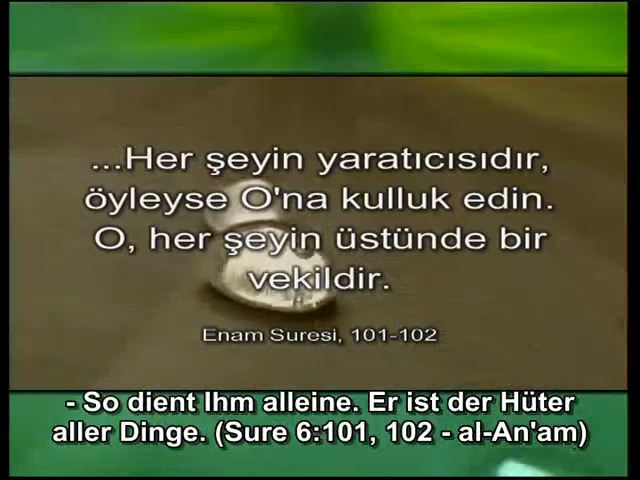 ...Her şeyin yaratıcısıdır,
öyleyse O'na kulluk edin.
O, her şeyin üstünde bir
vekildir.
Enam Suresi, 101-102
- So dient Ihm alleine. Er ist der Hüter
aller Dinge. (Sure 6:101, 102 - al-An'am)